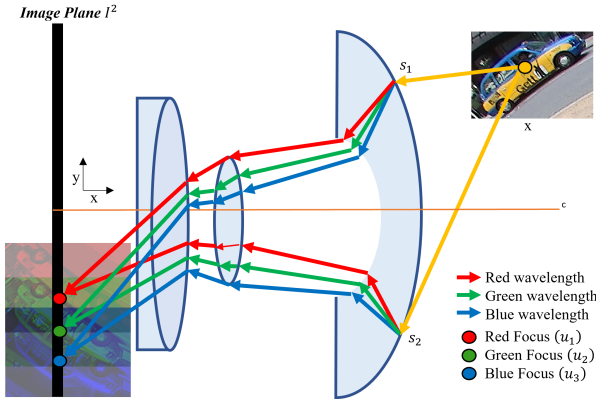 Image Plane I²
s₁
x
y
x
c
s₂
Red wavelength
Green wavelength
Blue wavelength
Red Focus (u₁)
Green Focus (u₂)
Blue Focus (u₃)